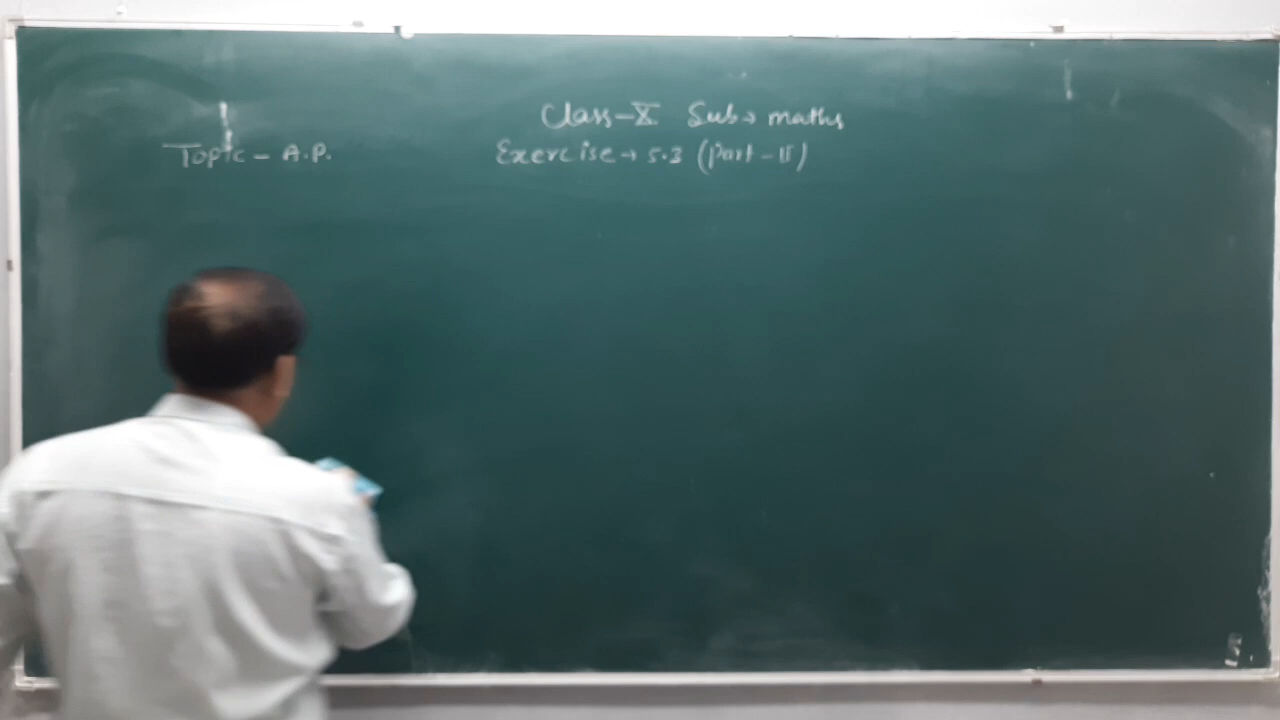 Class-X Sub→ maths
Topic - A.P.
Exercise → 5.3 (Part-II)